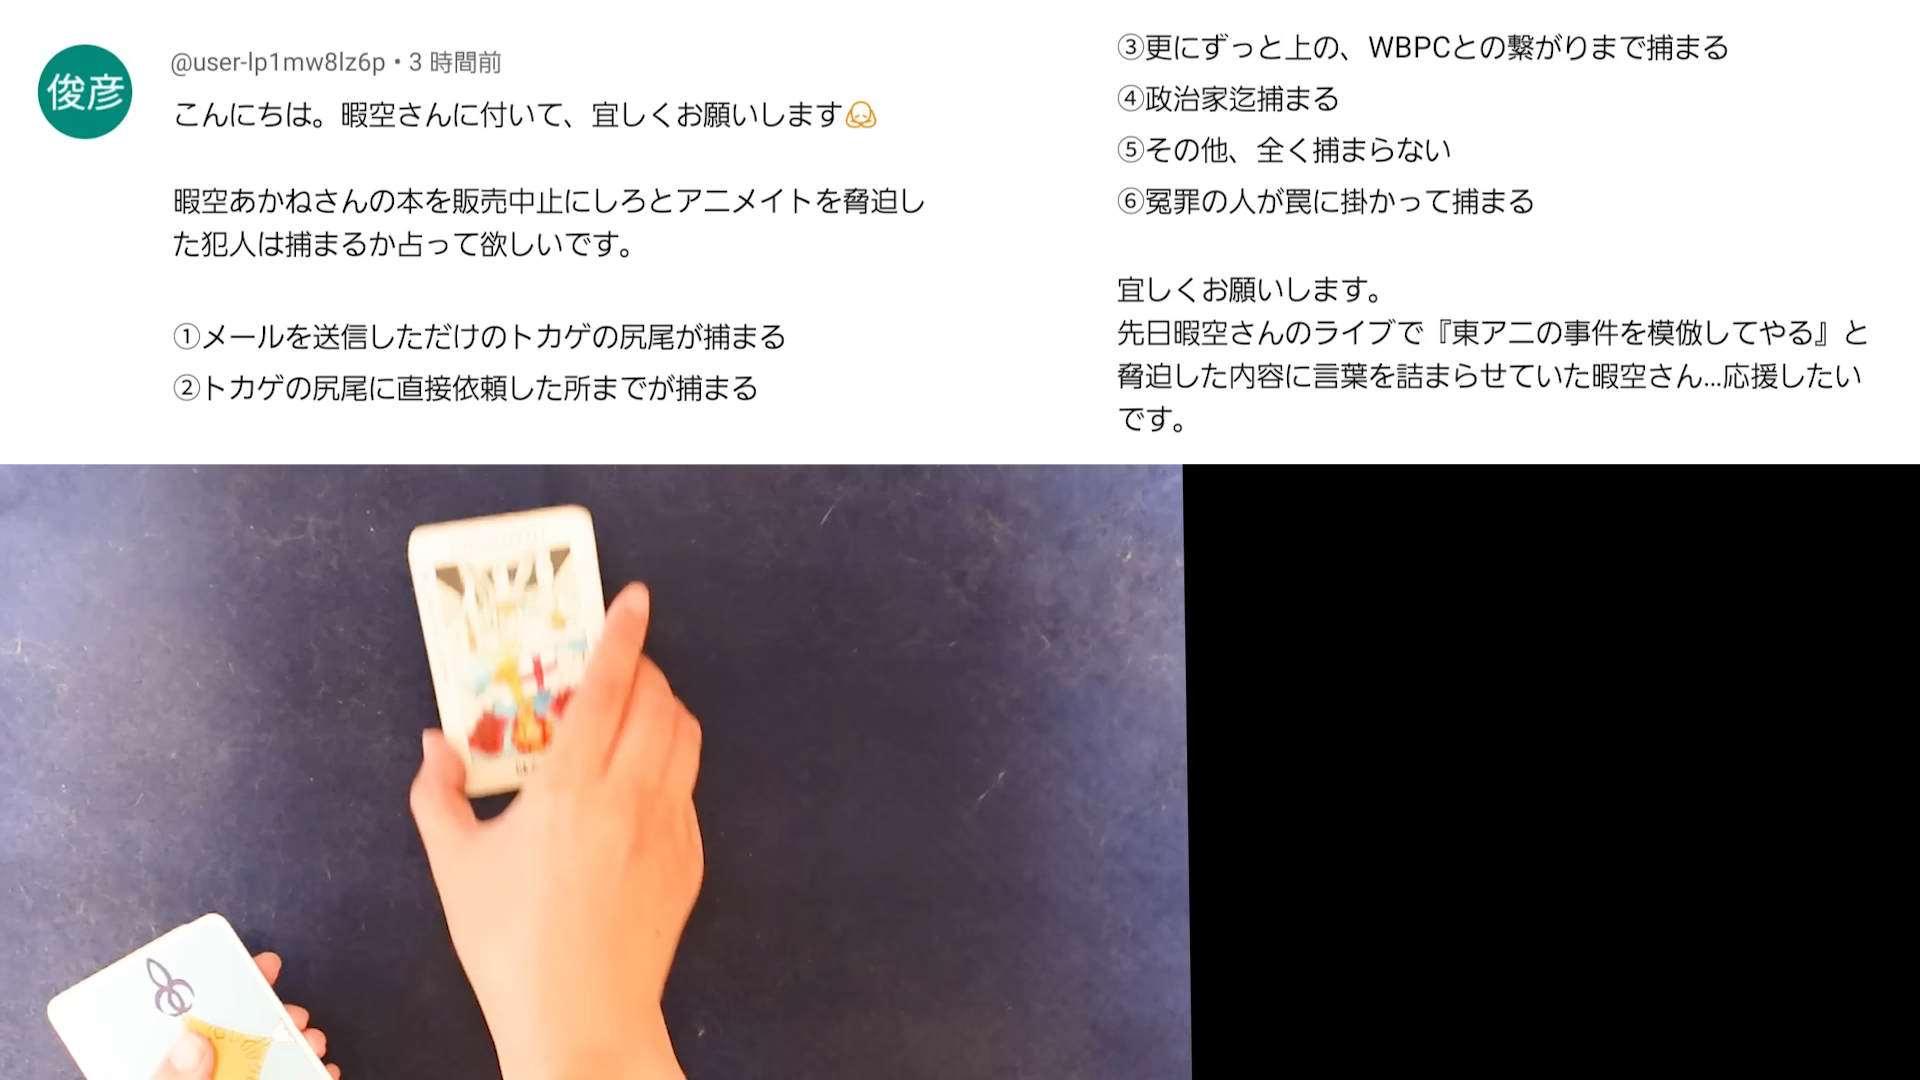 俊彦
@user-lp1mw8lz6p • 3 時間前
こんにちは。暇空さんに付いて、宜しくお願いします🙇
暇空あかねさんの本を販売中止にしろとアニメイトを脅迫し
た犯人は捕まるか占って欲しいです。
①メールを送信しただけのトカゲの尻尾が捕まる
②トカゲの尻尾に直接依頼した所までが捕まる
③更にずっと上の、WBPCとの繋がりまで捕まる
④政治家迄捕まる
⑤その他、全く捕まらない
⑥冤罪の人が罠に掛かって捕まる
宜しくお願いします。
先日暇空さんのライブで『東アニの事件を模倣してやる』と
脅迫した内容に言葉を詰まらせていた暇空さん...応援したい
です。